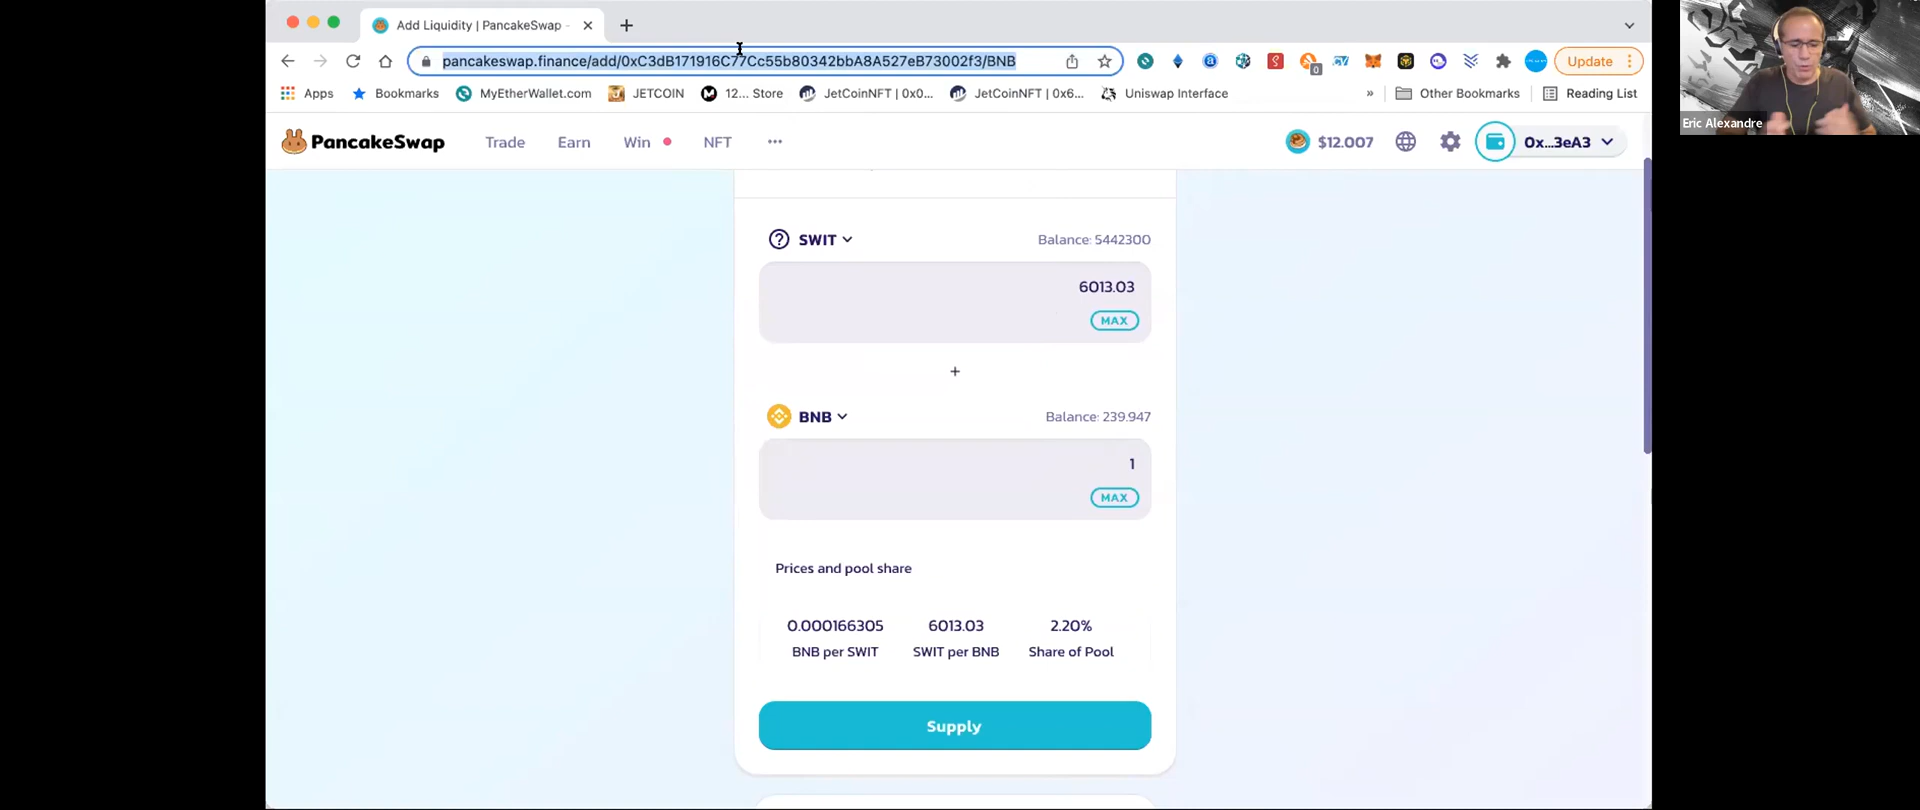 Add Liquidity | PancakeSwap -
pancakeswap.finance/add/0xC3dB171916C77Cc55b80342bbA8A527eB73002f3/BNB
0
Update
Apps
Bookmarks
MyEtherWallet.com
JETCOIN
12... Store
JetCoinNFT | 0x0...
JetCoinNFT | 0x6...
Uniswap Interface
»
Other Bookmarks
Reading List
Eric Alexandre
PancakeSwap
Trade
Earn
Win
NFT
$12.007
0x...3eA3
SWIT
Balance: 5442300
6013.03
MAX
+
BNB
Balance: 239.947
1
MAX
Prices and pool share
0.000166305 6013.03 2.20%
BNB per SWIT SWIT per BNB Share of Pool
Supply